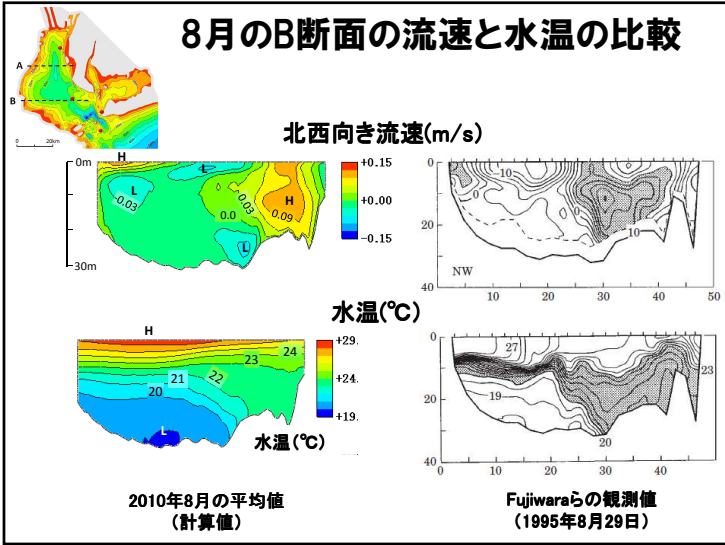 8月のB断面の流速と水温の比較
A
B
0 20km
北西向き流速(m/s)
0m
30m
H
L
L
-0.03
0.0
-0.03
H
0.09
L
+0.15
+0.00
-0.15
0
10
20
30
40
10
0
0
10
NW
10 20 30 40 50
水温(℃)
H
24
23
22
21
20
L
+29.
+24.
+19.
水温(℃)
0
20
40
27
19
20
23
10 20 30 40
2010年8月の平均値
(計算値)
Fujiwaraらの観測値
(1995年8月29日)